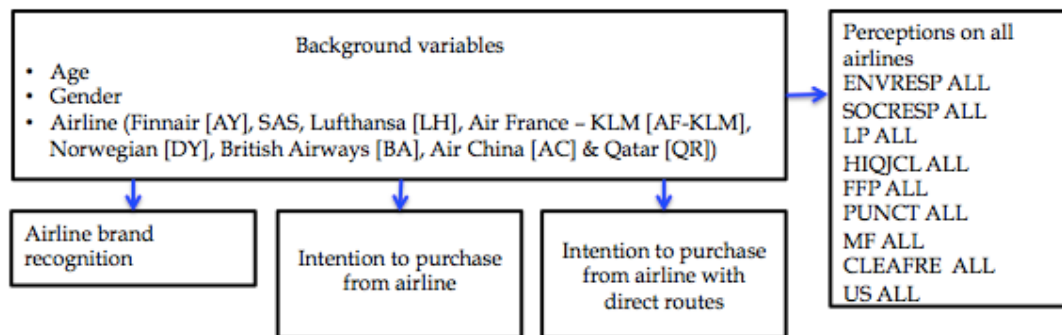 Background variables
• Age
• Gender
• Airline (Finnair [AY], SAS, Lufthansa [LH], Air France – KLM [AF-KLM],
Norwegian [DY], British Airways [BA], Air China [AC] & Qatar [QR])
Perceptions on all
airlines
ENVRESP ALL
SOCRESP ALL
LP ALL
HIQJCL ALL
FFP ALL
PUNCT ALL
MF ALL
CLEAFRE ALL
US ALL
Airline brand
recognition
Intention to purchase
from airline
Intention to purchase
from airline with
direct routes